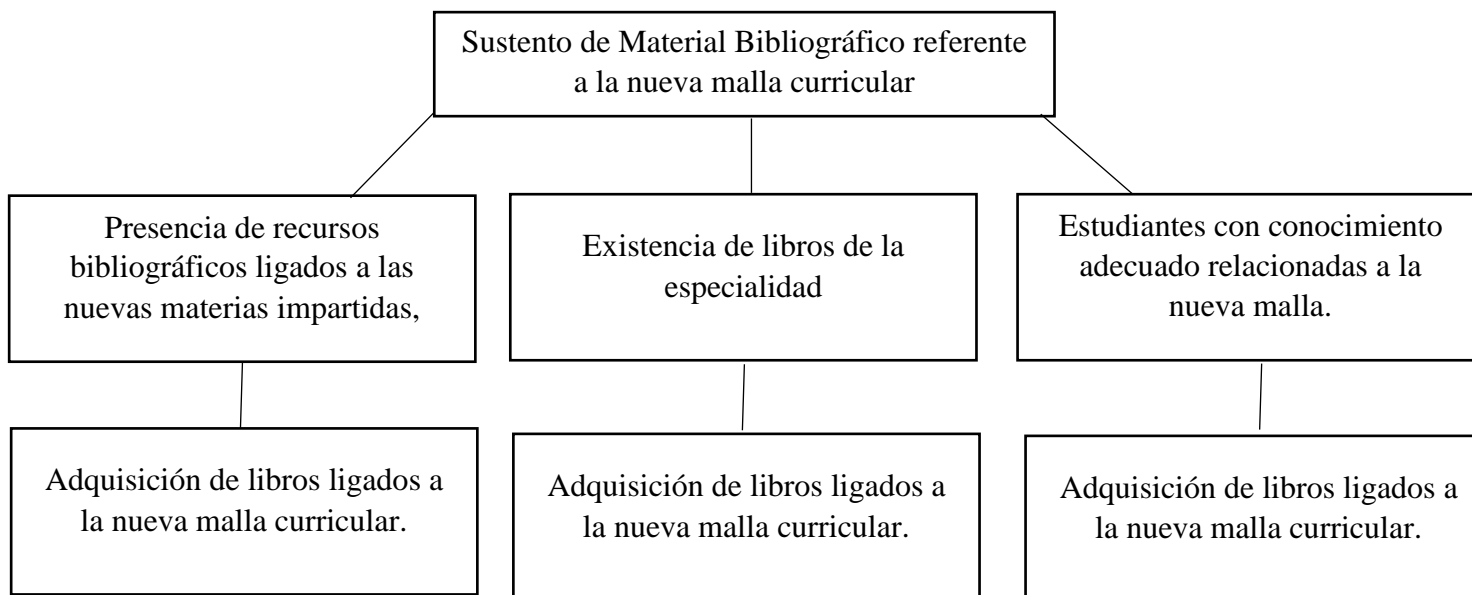 Sustento de Material Bibliográfico referente
a la nueva malla curricular
Presencia de recursos
bibliográficos ligados a las
nuevas materias impartidas,
Existencia de libros de la
especialidad
Estudiantes con conocimiento
adecuado relacionadas a la
nueva malla.
Adquisición de libros ligados a
la nueva malla curricular.
Adquisición de libros ligados a
la nueva malla curricular.
Adquisición de libros ligados a
la nueva malla curricular.